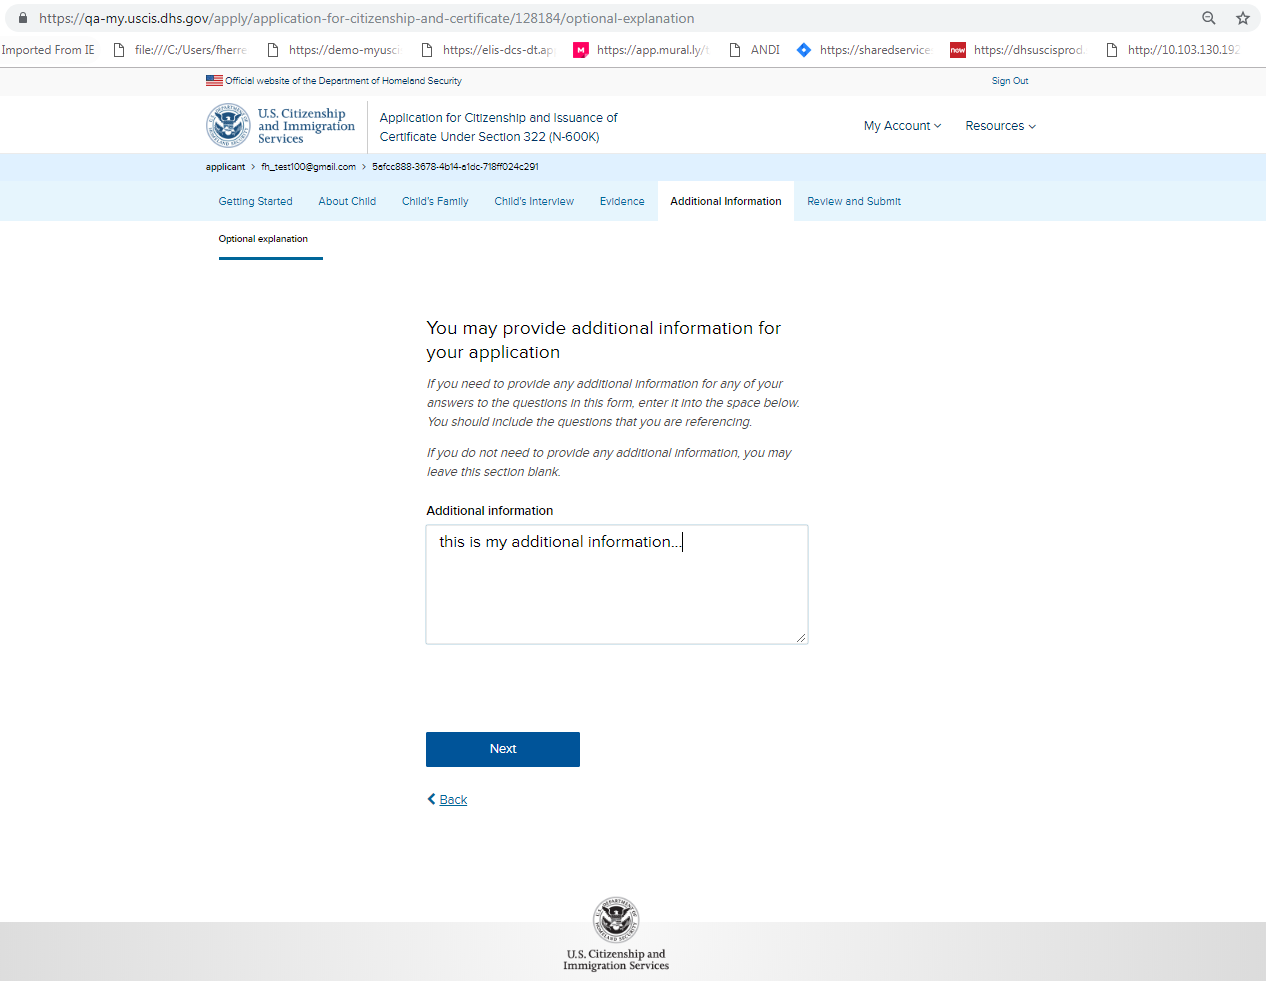 https://qa-my.uscis.dhs.gov/apply/application-for-citizenship-and-certificate/128184/optional-explanation
Imported From IE file:///C:/Users/fherre https://demo-myusci https://elis-dcs-dt.ap https://app.mural.ly/t ANDI https://sharedservice https://dhsuscisprod. http://10.103.130.192
Official website of the Department of Homeland Security Sign Out
U.S. Citizenship
and Immigration
Services
Application for Citizenship and Issuance of
Certificate Under Section 322 (N-600K)
My Account Resources
applicant > fh_test100@gmail.com > 5afcc888-3678-4b14-a1dc-718ff024c291
Getting Started About Child Child's Family Child's Interview Evidence Additional Information Review and Submit
Optional explanation
You may provide additional information for
your application
If you need to provide any additional information for any of your
answers to the questions in this form, enter it into the space below.
You should include the questions that you are referencing.
If you do not need to provide any additional information, you may
leave this section blank.
Additional information
this is my additional information...
Next
Back
U.S. Citizenship and
Immigration Services